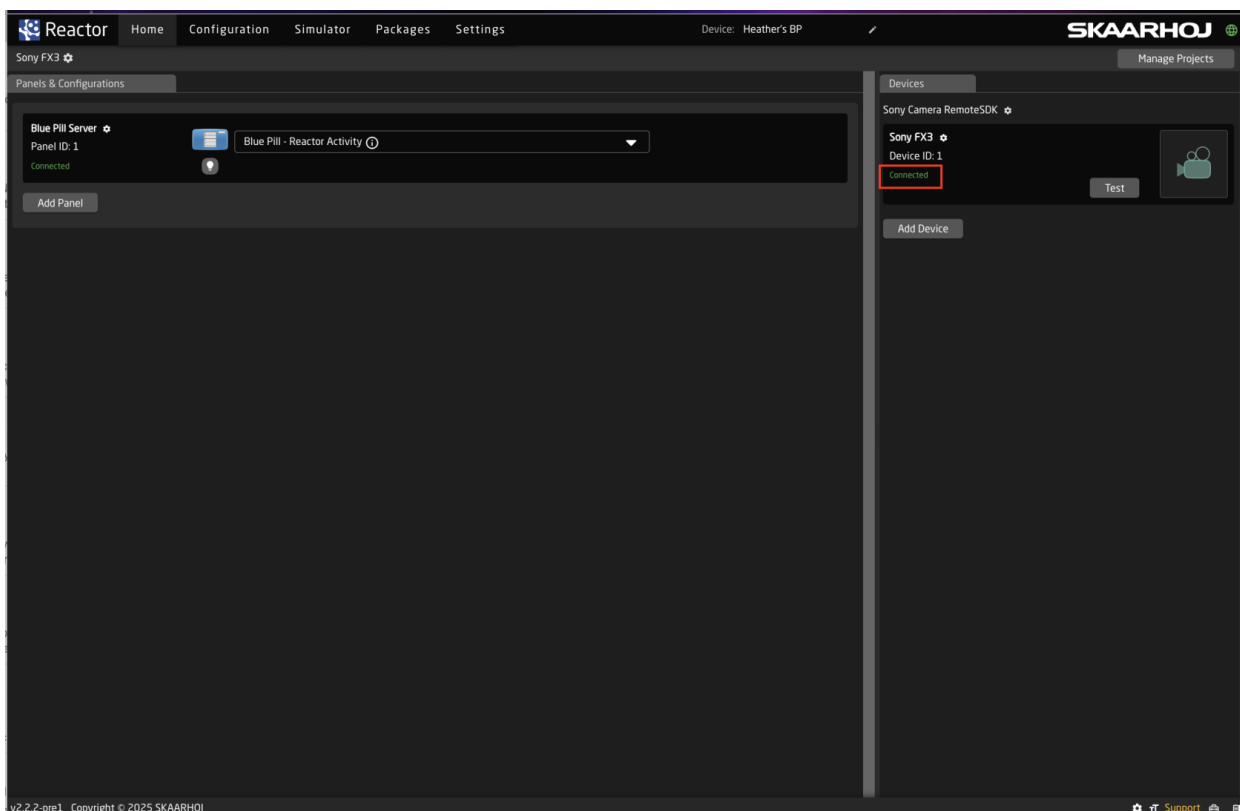 Reactor Home Configuration Simulator Packages Settings Device: Heather's BP SKAARHOJ
Sony FX3 Manage Projects
Panels & Configurations
Blue Pill Server
Panel ID: 1
Connected
Blue Pill - Reactor Activity
Add Panel
Devices
Sony Camera RemoteSDK
Sony FX3
Device ID: 1
Connected
Test
Add Device
v2.2.2-pre1 Copyright © 2025 SKAARHOJ Support